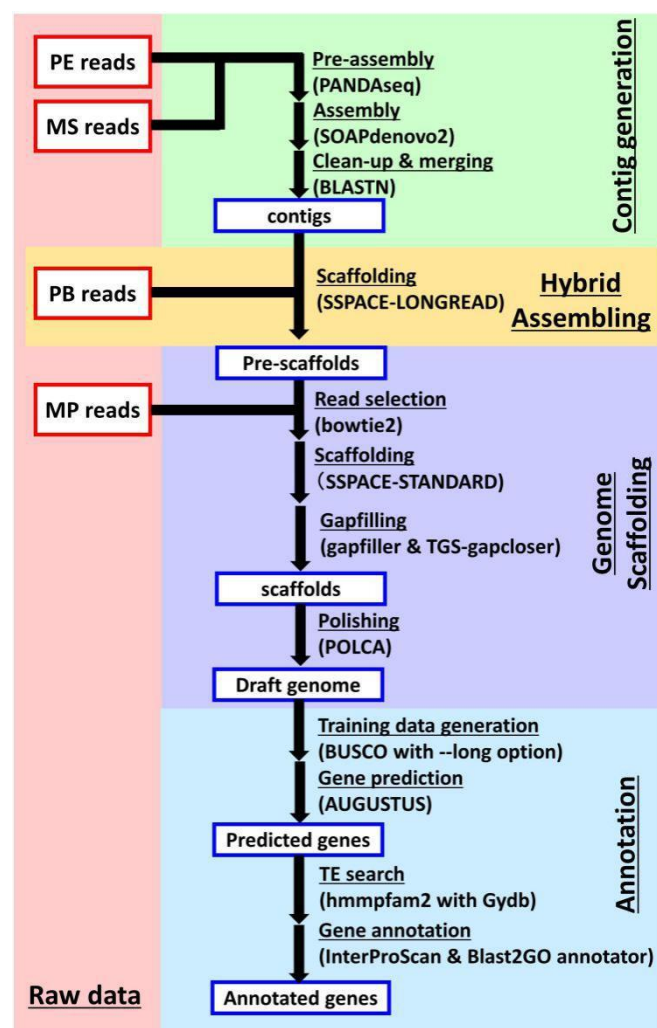 PE reads
MS reads
Pre-assembly
(PANDAseq)
Assembly
(SOAPdenovo2)
Clean-up & merging
(BLASTN)
contigs
Contig generation
PB reads
Scaffolding
(SSPACE-LONGREAD)
Hybrid
Assembling
Pre-scaffolds
MP reads
Read selection
(bowtie2)
Scaffolding
(SSPACE-STANDARD)
Gapfilling
(gapfiller & TGS-gapcloser)
scaffolds
Polishing
(POLCA)
Draft genome
Genome
Scaffolding
Training data generation
(BUSCO with --long option)
Gene prediction
(AUGUSTUS)
Predicted genes
TE search
(hmmpfam2 with Gydb)
Gene annotation
(InterProScan & Blast2GO annotator)
Annotated genes
Annotation
Raw data